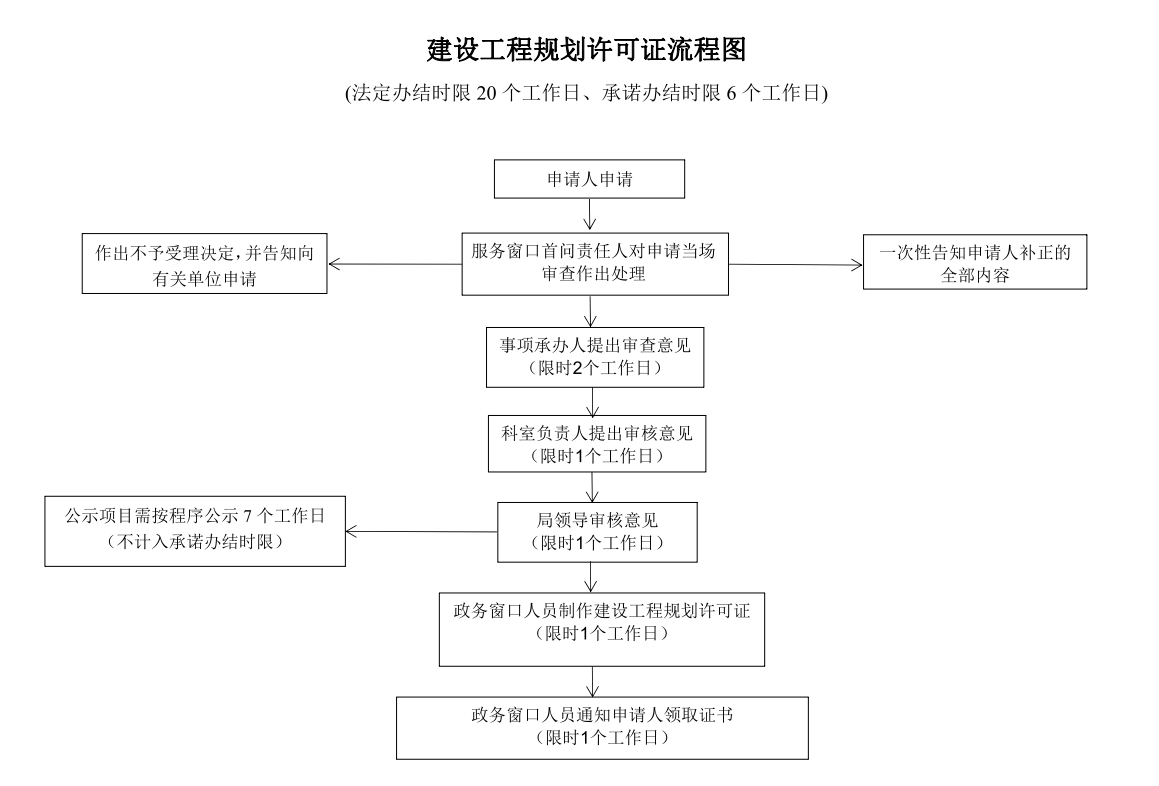 建设工程规划许可证流程图
(法定办结时限 20 个工作日、承诺办结时限 6 个工作日)
申请人申请
作出不予受理决定，并告知向
有关单位申请
服务窗口首问责任人对申请当场
审查作出处理
一次性告知申请人补正的
全部内容
事项承办人提出审查意见
（限时2个工作日）
科室负责人提出审核意见
（限时1个工作日）
公示项目需按程序公示 7 个工作日
（不计入承诺办结时限）
局领导审核意见
（限时1个工作日）
政务窗口人员制作建设工程规划许可证
（限时1个工作日）
政务窗口人员通知申请人领取证书
（限时1个工作日）